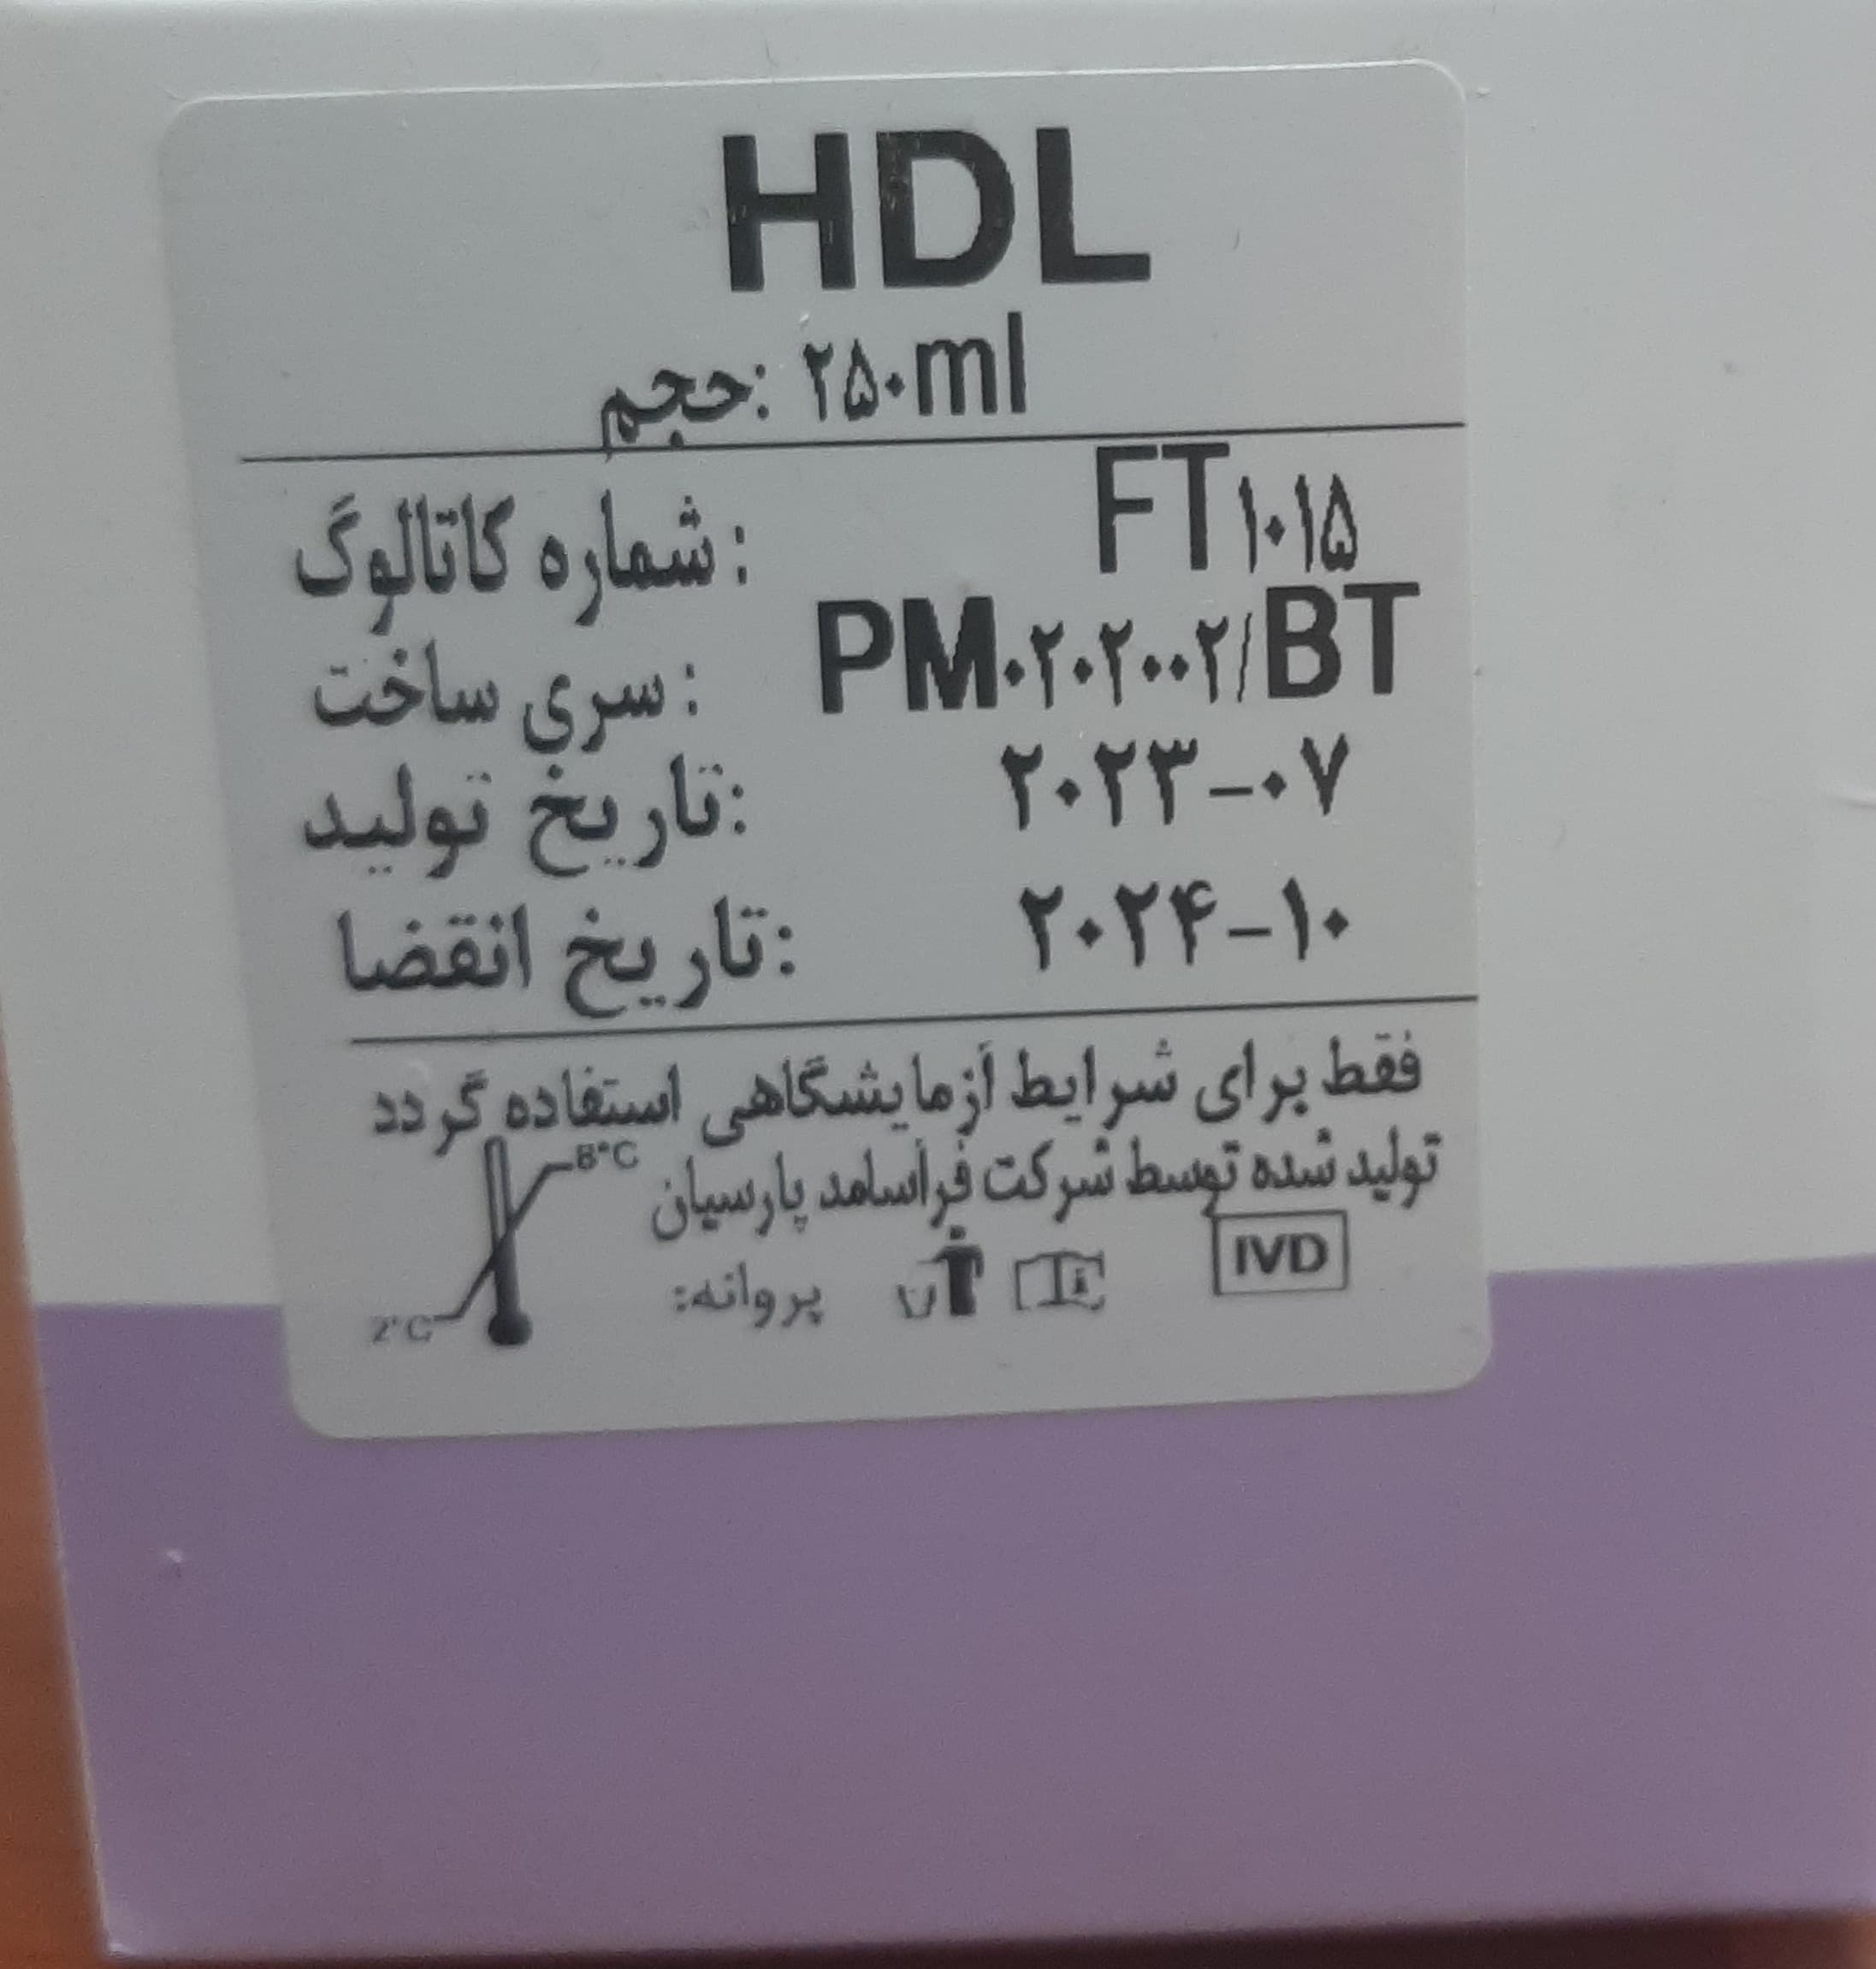 HDL
حجم: ۲۵۰ml
شماره کاتالوگ: FT۱۰۱۵
سری ساخت: PM۰۲۰۲۰۰۲/BT
تاریخ تولید: ۲۰۲۳-۰۷
تاریخ انقضا: ۲۰۲۴-۱۰
فقط برای شرایط آزمایشگاهی استفاده گردد
8°C
تولید شده توسط شرکت فرآسامد پارسیان
IVD
پروانه:
2°C